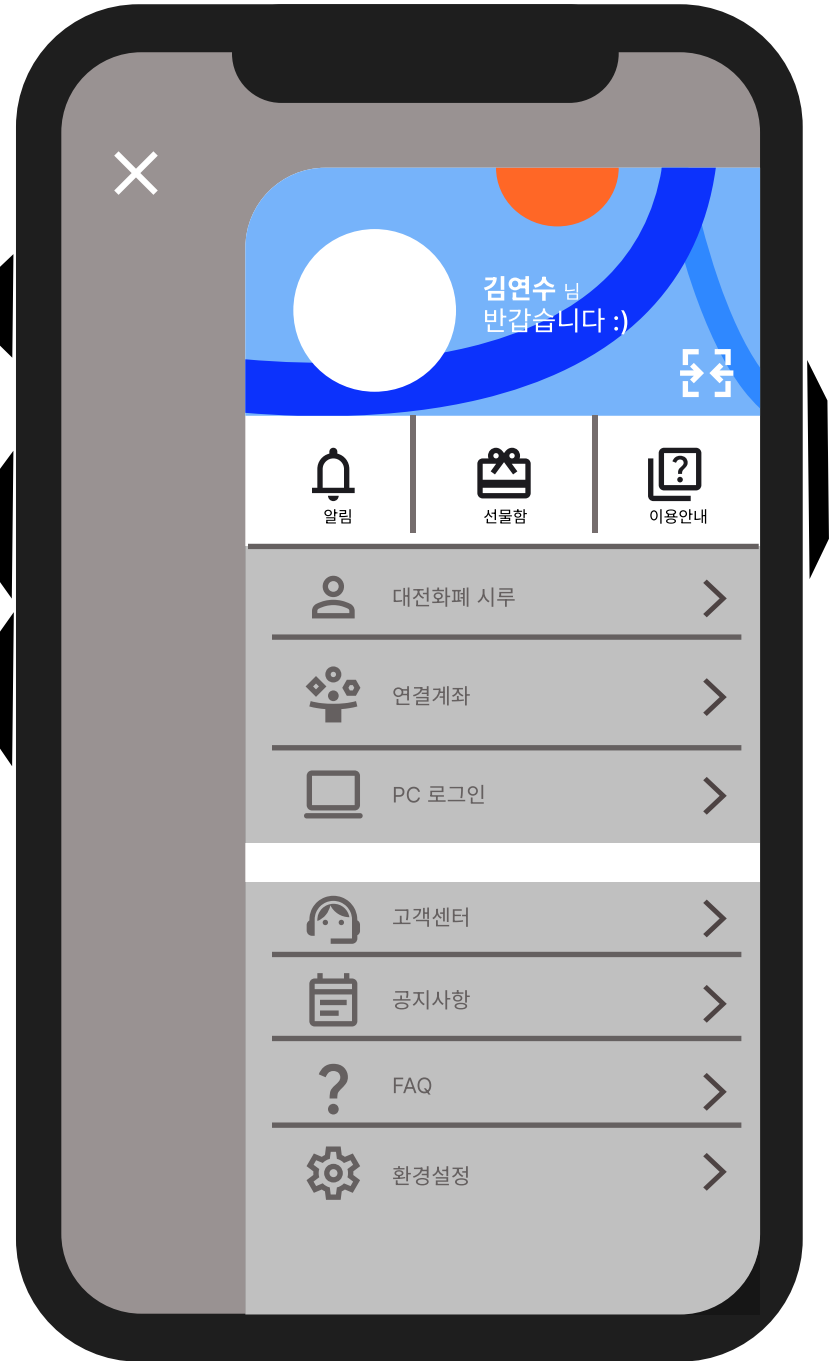 김연수 님
반갑습니다 :)
알림
선물함
이용안내
대전화폐 시루
연결계좌
PC 로그인
고객센터
공지사항
FAQ
환경설정